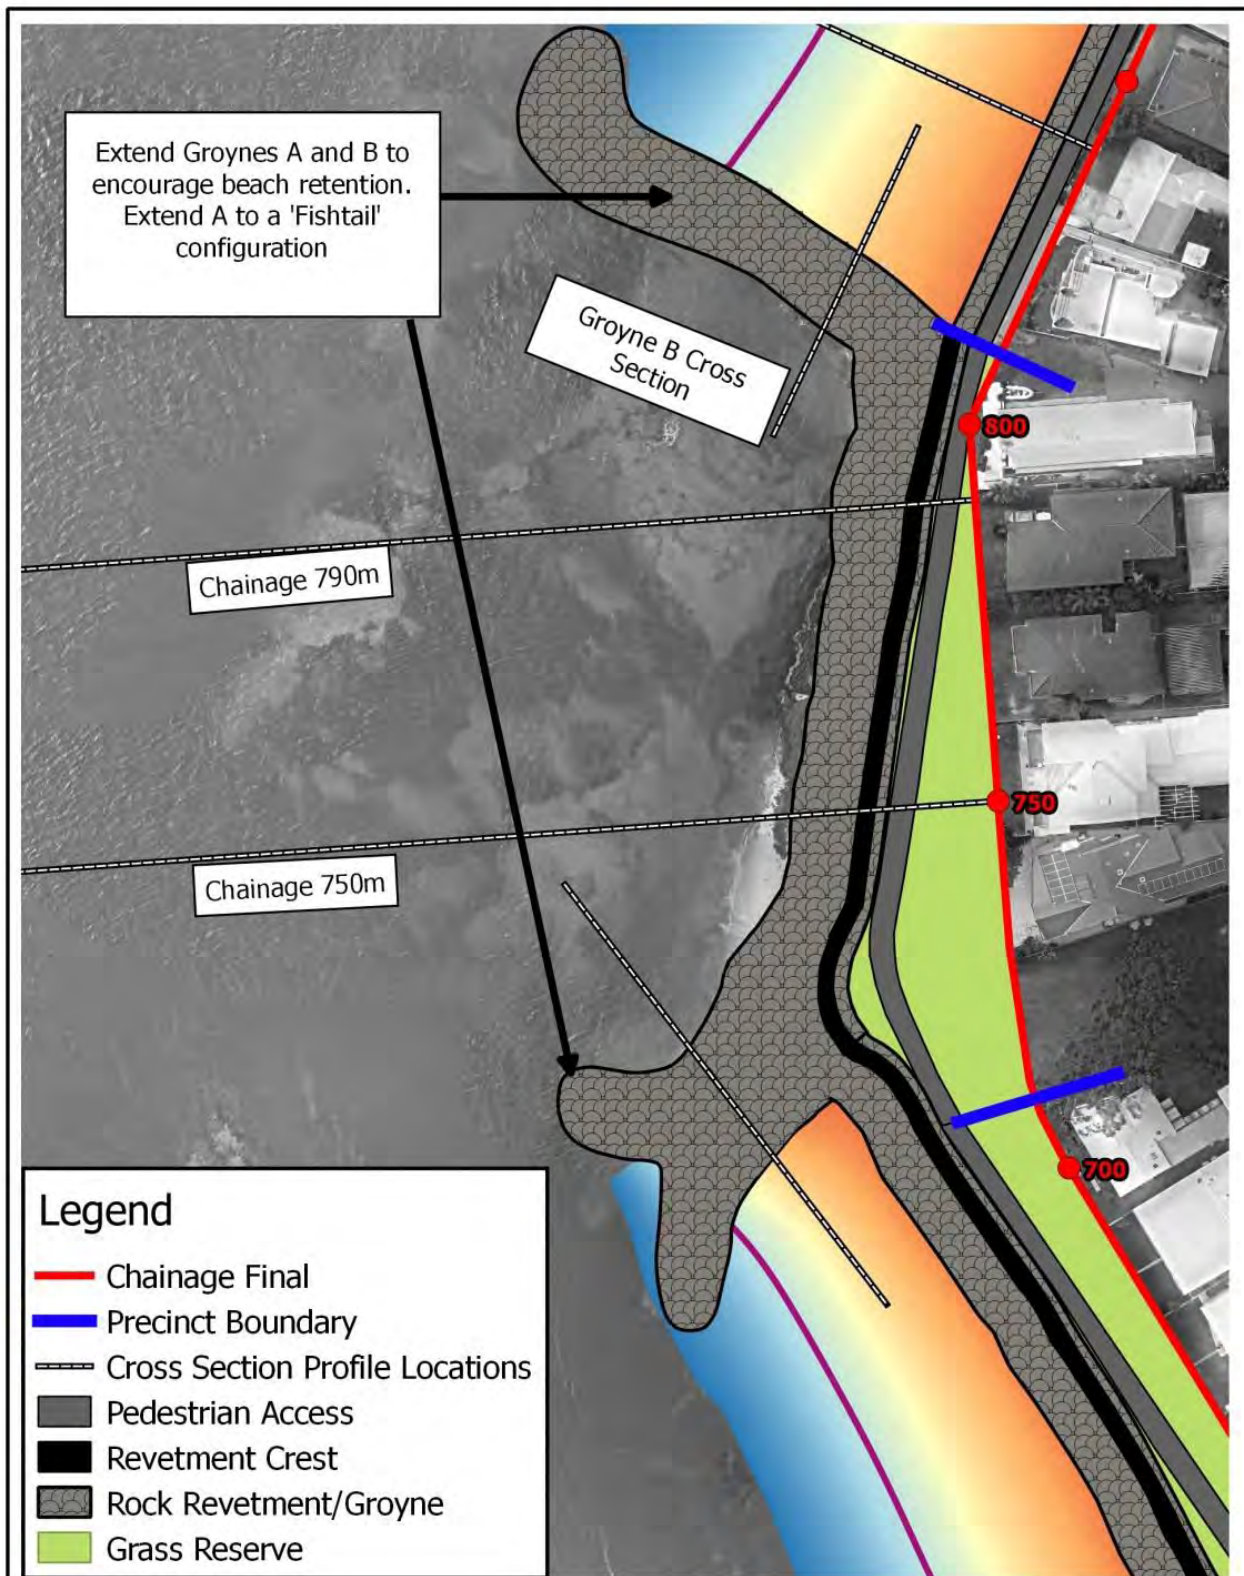 Extend Groynes A and B to
encourage beach retention.
Extend A to a 'Fishtail'
configuration
Groyne B Cross
Section
800
Chainage 790m
750
Chainage 750m
700
Legend
Chainage Final
Precinct Boundary
Cross Section Profile Locations
Pedestrian Access
Revetment Crest
Rock Revetment/Groyne
Grass Reserve